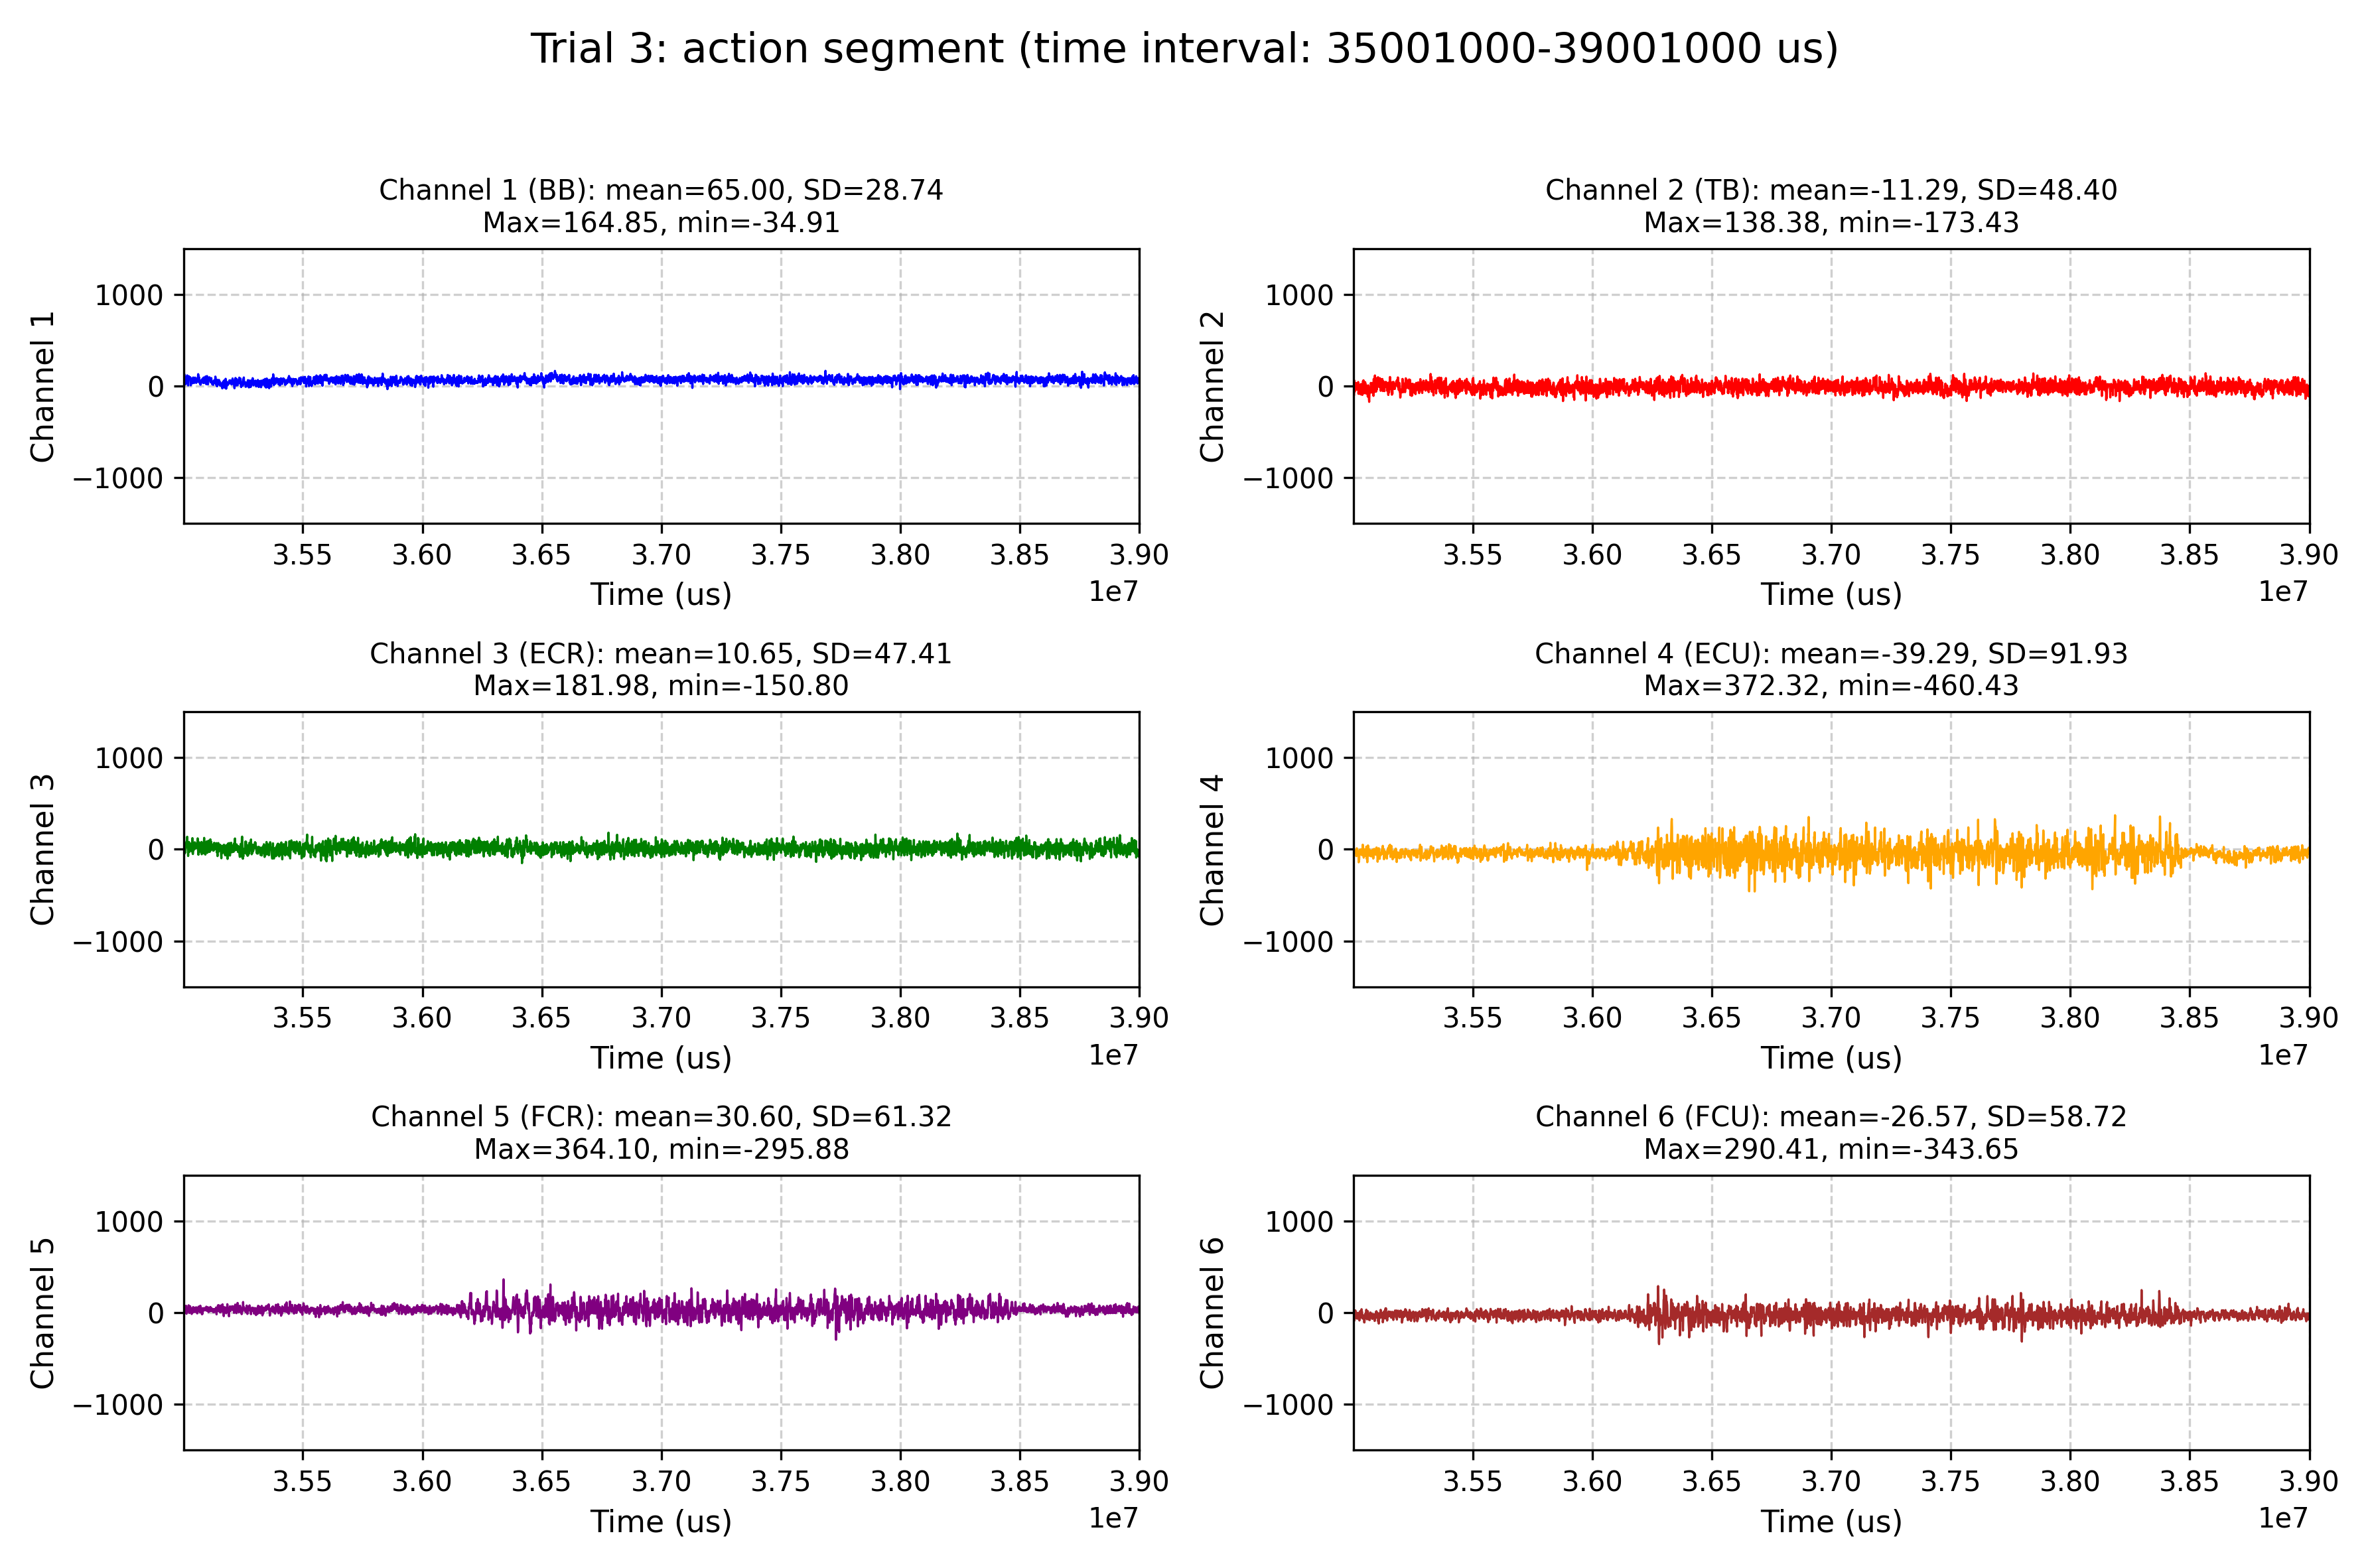 Trial 3: action segment (time interval: 35001000-39001000 us)
Channel 1 (BB): mean=65.00, SD=28.74
Max=164.85, min=-34.91
Channel 1
1000
0
−1000
3.55 3.60 3.65 3.70 3.75 3.80 3.85 3.90
Time (us)
1e7
Channel 2 (TB): mean=-11.29, SD=48.40
Max=138.38, min=-173.43
Channel 2
1000
0
−1000
3.55 3.60 3.65 3.70 3.75 3.80 3.85 3.90
Time (us)
1e7
Channel 3 (ECR): mean=10.65, SD=47.41
Max=181.98, min=-150.80
Channel 3
1000
0
−1000
3.55 3.60 3.65 3.70 3.75 3.80 3.85 3.90
Time (us)
1e7
Channel 4 (ECU): mean=-39.29, SD=91.93
Max=372.32, min=-460.43
Channel 4
1000
0
−1000
3.55 3.60 3.65 3.70 3.75 3.80 3.85 3.90
Time (us)
1e7
Channel 5 (FCR): mean=30.60, SD=61.32
Max=364.10, min=-295.88
Channel 5
1000
0
−1000
3.55 3.60 3.65 3.70 3.75 3.80 3.85 3.90
Time (us)
1e7
Channel 6 (FCU): mean=-26.57, SD=58.72
Max=290.41, min=-343.65
Channel 6
1000
0
−1000
3.55 3.60 3.65 3.70 3.75 3.80 3.85 3.90
Time (us)
1e7